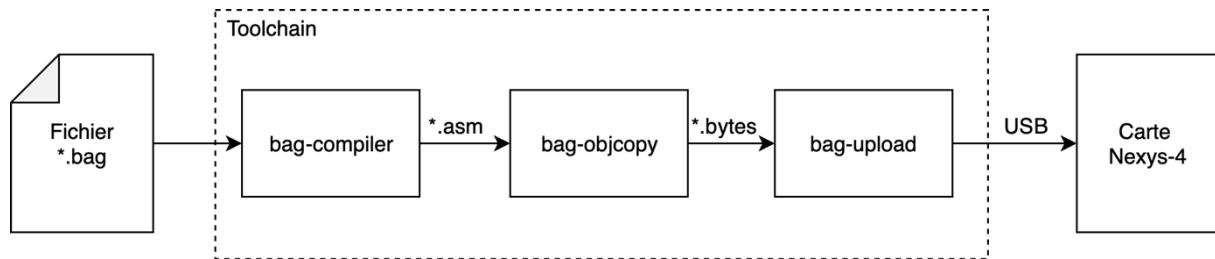 Toolchain
Fichier
*.bag
bag-compiler
*.asm
bag-objcopy
*.bytes
bag-upload
USB
Carte
Nexys-4